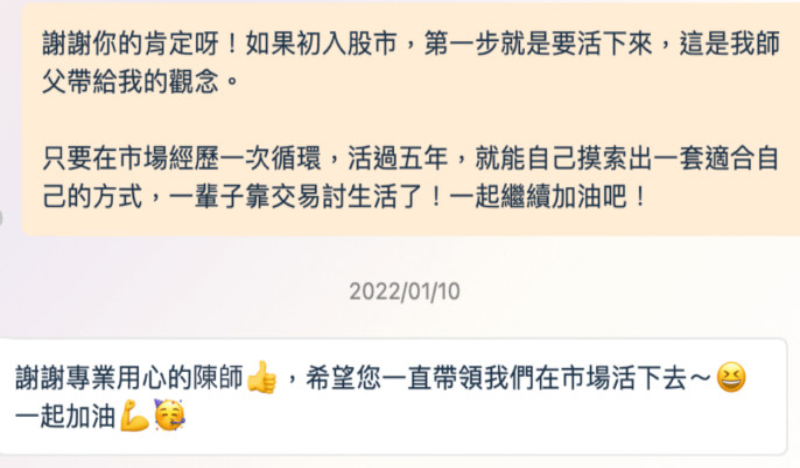 謝謝你的肯定呀！如果初入股市，第一步就是要活下來，這是我師
父帶給我的觀念。
只要在市場經歷一次循環，活過五年，就能自己摸索出一套適合自
己的方式，一輩子靠交易討生活了！一起繼續加油吧！
2022/01/10
謝謝專業用心的陳師👍，希望您一直帶領我們在市場活下去～😆
一起加油💪🥳